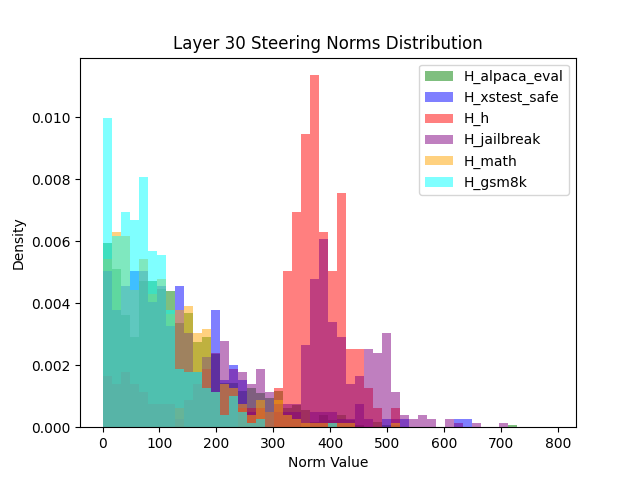 Layer 30 Steering Norms Distribution
H_alpaca_eval
H_xstest_safe
H_h
H_jailbreak
H_math
H_gsm8k
0.010
0.008
0.006
0.004
0.002
0.000
Density
0 100 200 300 400 500 600 700 800
Norm Value